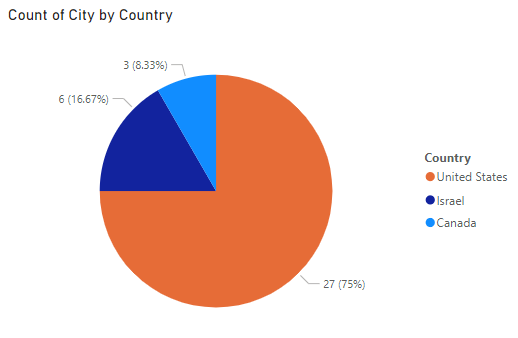 Count of City by Country
3 (8.33%)
6 (16.67%)
27 (75%)
Country
United States
Israel
Canada